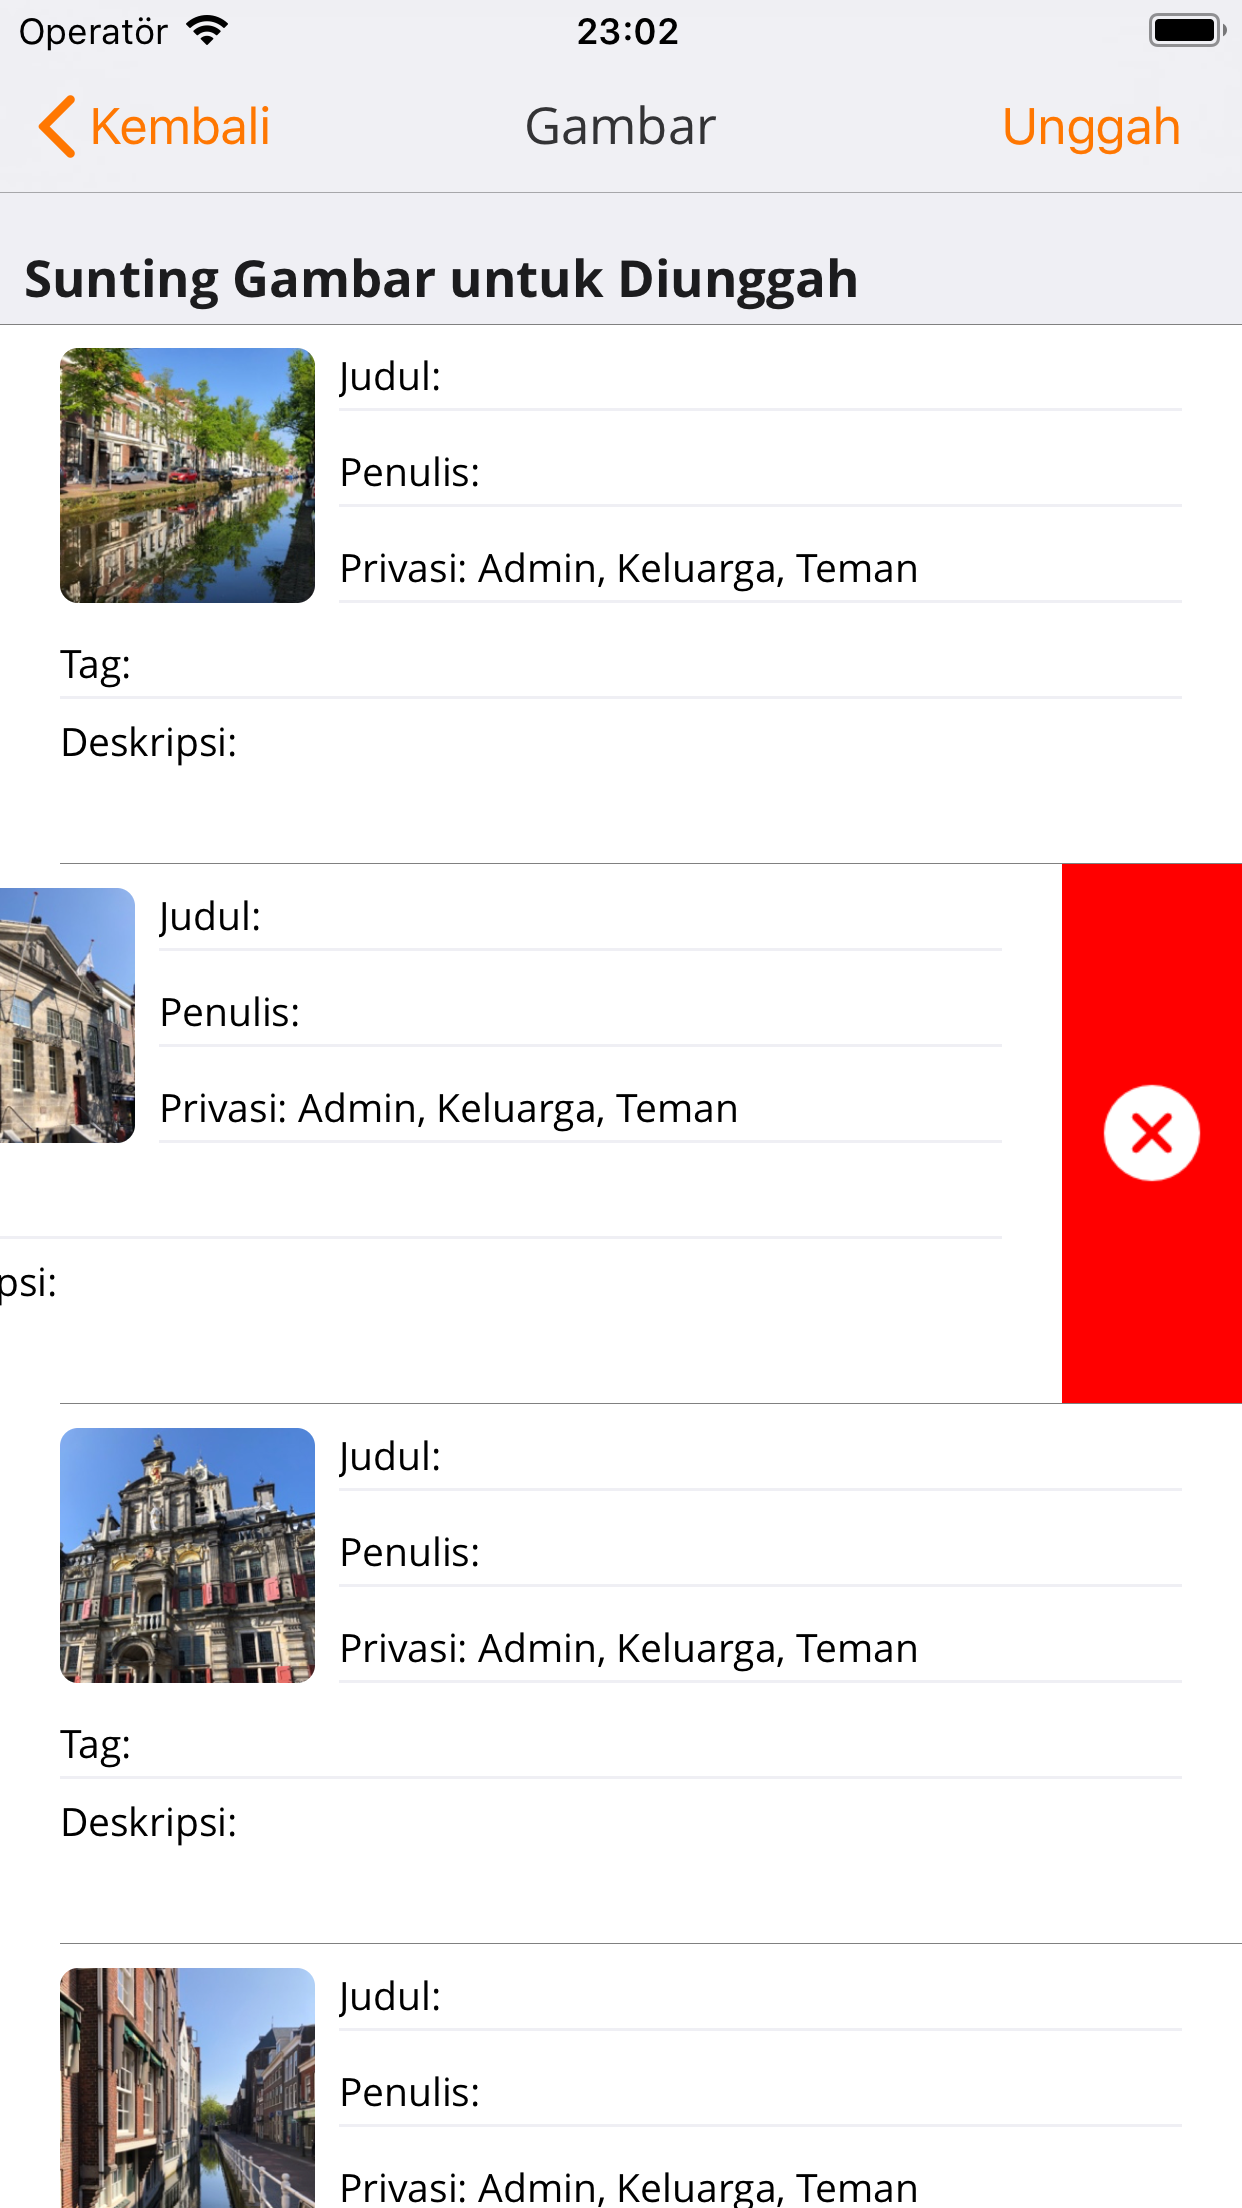 Operatör 23:02
Kembali Gambar Unggah
Sunting Gambar untuk Diunggah
Judul:
Penulis:
Privasi: Admin, Keluarga, Teman
Tag:
Deskripsi:
Judul:
Penulis:
Privasi: Admin, Keluarga, Teman
psi:
Judul:
Penulis:
Privasi: Admin, Keluarga, Teman
Tag:
Deskripsi:
Judul:
Penulis:
Privasi: Admin, Keluarga, Teman